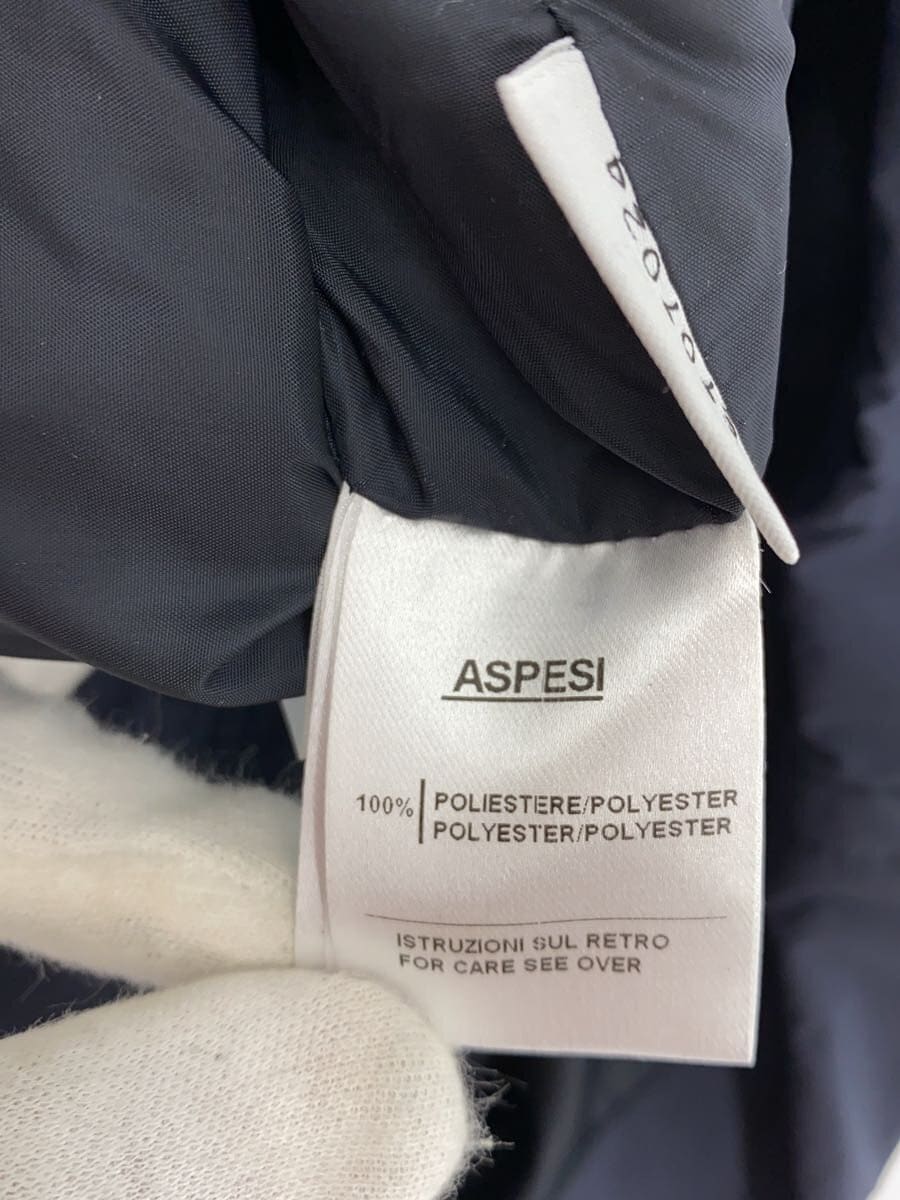 ASPESI
100% POLIESTERE/POLYESTER
POLYESTER/POLYESTER
ISTRUZIONI SUL RETRO
FOR CARE SEE OVER